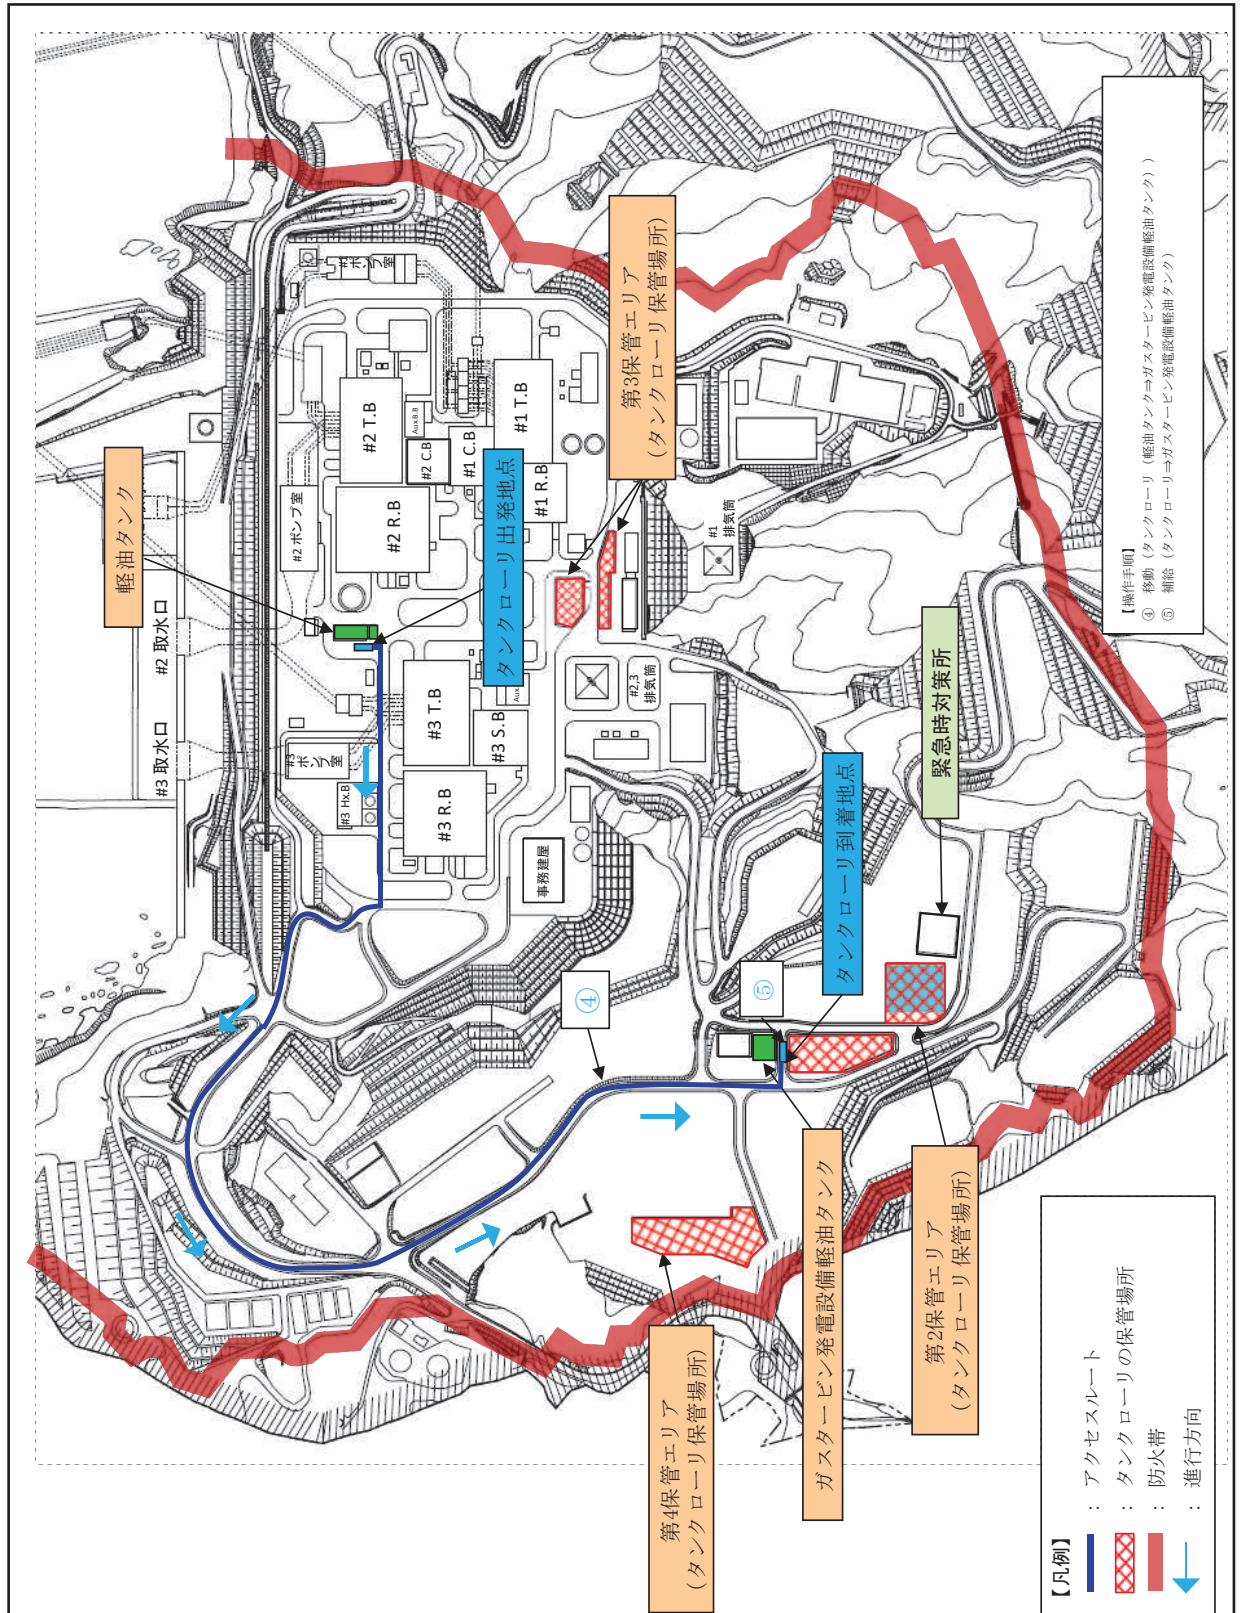 軽油タンク
#3 取水口
#2 取水口
#2 ポンプ室
#3
ポンプ
室
#1
ポンプ
室
#3 Hx.B
#2 T.B
Aux.B.B
#2 C.B
#1 C.B
#1 T.B
#2 R.B
#1 R.B
#3 T.B
Aux
#3 S.B
#3 R.B
タンクローリ出発地点
第3保管エリア
(タンクローリ保管場所)
#1
排気筒
#2,3
排気筒
事務建屋
④
⑤
タンクローリ到着地点
緊急時対策所
第4保管エリア
(タンクローリ保管場所)
ガスタービン発電設備軽油タンク
第2保管エリア
(タンクローリ保管場所)
【操作手順】
④ 移動 (タンクローリ (軽油タンク⇒ガスタービン発電設備軽油タンク) )
⑤ 補給 (タンクローリ⇒ガスタービン発電設備軽油タンク)
【凡例】
: アクセスルート
: タンクローリの保管場所
: 防火帯
: 進行方向